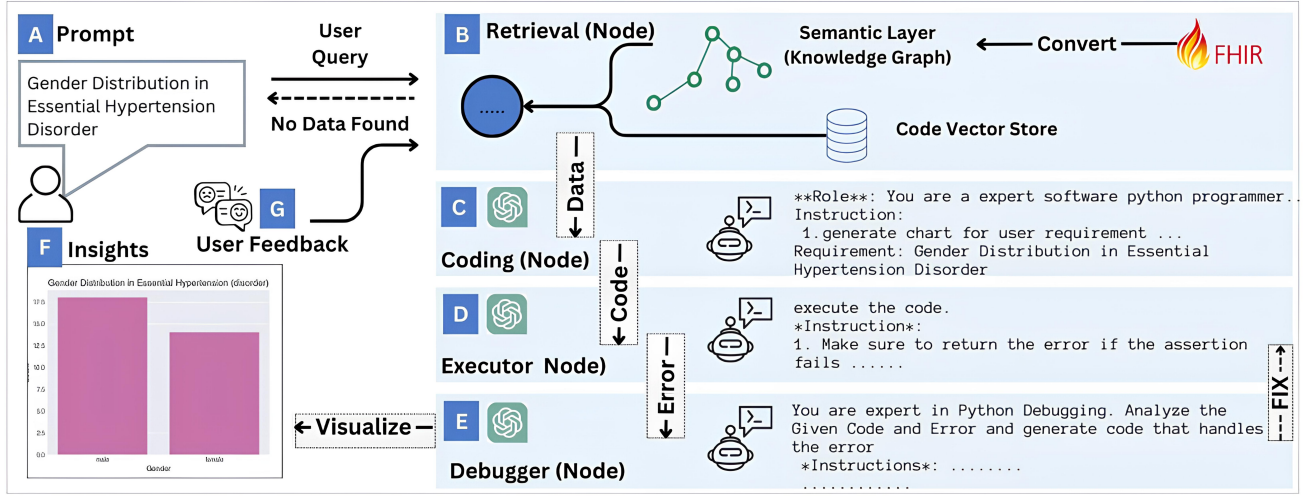 A Prompt
Gender Distribution in
Essential Hypertension
Disorder
User
Query
No Data Found
G
User Feedback
B Retrieval (Node)
.....
Semantic Layer
(Knowledge Graph)
Convert
FHIR
Code Vector Store
Data
C
Coding (Node)
**Role**: You are a expert software python programmer..
Instruction:
1.generate chart for user requirement ...
Requirement: Gender Distribution in Essential
Hypertension Disorder
Code
D
Executor Node)
execute the code.
*Instruction*:
1. Make sure to return the error if the assertion
fails ......
Error
FIX
E
Debugger (Node)
You are expert in Python Debugging. Analyze the
Given Code and Error and generate code that handles
the error
*Instructions*: ........
............
Visualize
F Insights
Gender Distribution in Essential Hypertension (disorder)
17.5
15.0
12.5
10.0
7.5
5.0
2.5
0.0
male
female
Gender